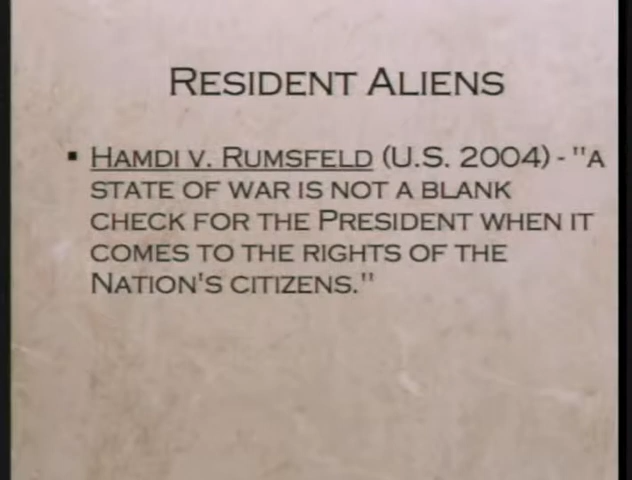 RESIDENT ALIENS
▪ HAMDI V. RUMSFELD (U.S. 2004) - "A
STATE OF WAR IS NOT A BLANK
CHECK FOR THE PRESIDENT WHEN IT
COMES TO THE RIGHTS OF THE
NATION'S CITIZENS."